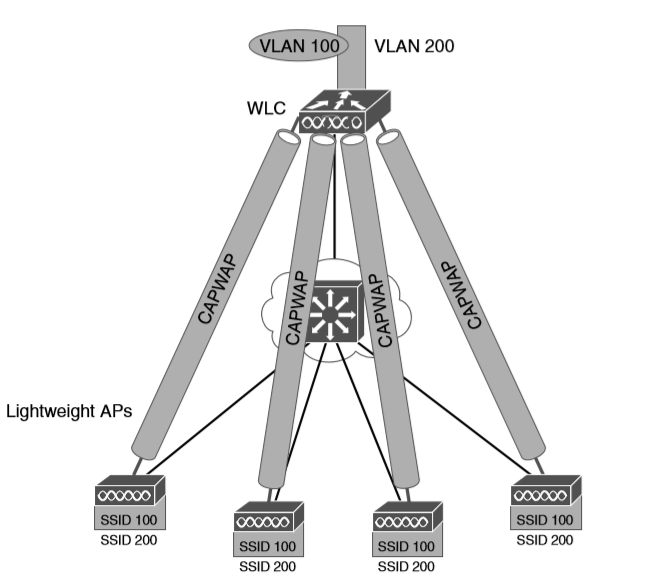 VLAN 100
VLAN 200
WLC
CAPWAP
CAPWAP
CAPWAP
CAPWAP
Lightweight APs
SSID 100
SSID 200
SSID 100
SSID 200
SSID 100
SSID 200
SSID 100
SSID 200